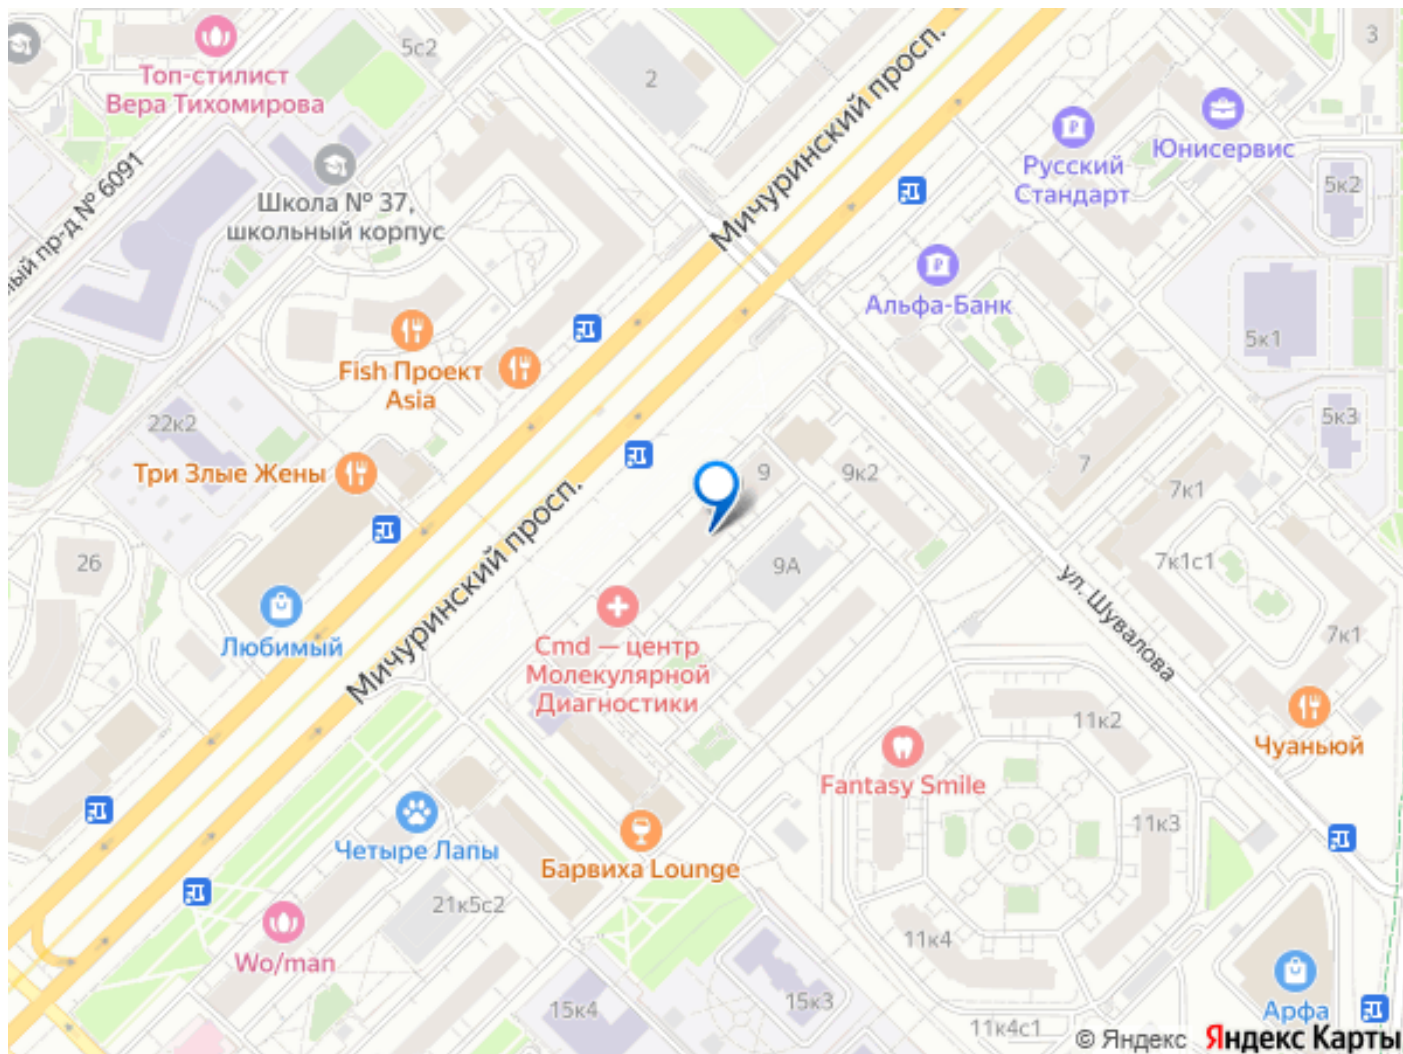 5с2
Топ-стилист
Вера Тихомирова
2
3
Мичуринский просп.
Русский
Стандарт
Юнисервис
5к2
ный пр-д № 6091
Школа № 37,
школьный корпус
Альфа-Банк
5к1
Fish Проект
Asia
22к2
5к3
Три Злые Жены
9
9к2
7
7к1
Мичуринский просп.
26
9А
7к1с1
ул. Шувалова
Любимый
Cmd — центр
Молекулярной
Диагностики
7к1
11к2
Чуаньюй
Fantasy Smile
11к3
Четыре Лапы
Барвиха Lounge
21к5с2
Wo/man
11к4
15к4
15к3
Арфа
11к4с1
© Яндекс Яндекс Карты